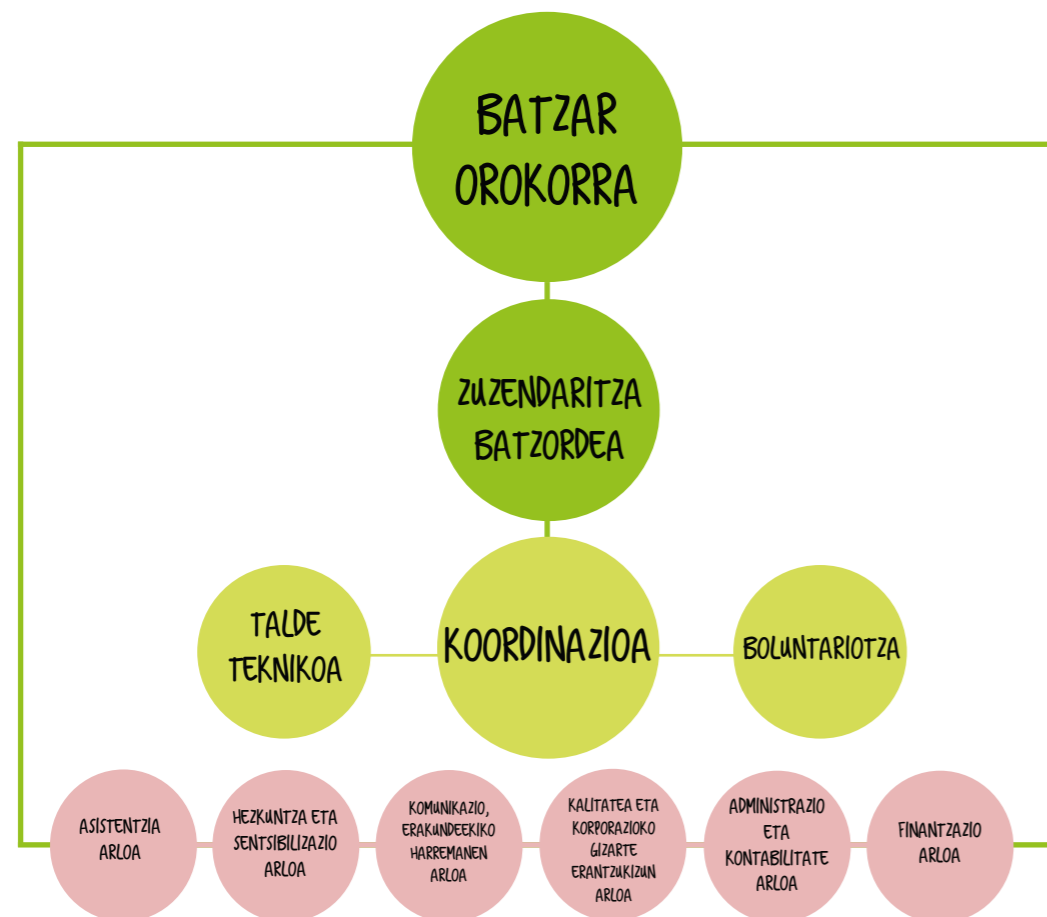 BATZAR
OROKORRA
ZUZENDARITZA
BATZORDEA
TALDE
TEKNIKOA
KOORDINAZIOA
BOLUNTARIOTZA
ASISTENTZIA
ARLOA
HEZKUNTZA ETA
SENTSIBILIZAZIO
ARLOA
KOMUNIKAZIO,
ERAKUNDEEKIKO
HARREMANEN
ARLOA
KALITATEA ETA
KORPORAZIOKO
GIZARTE
ERANTZUKIZUN
ARLOA
ADMINISTRAZIO
ETA
KONTABILITATE
ARLOA
FINANTZAZIO
ARLOA